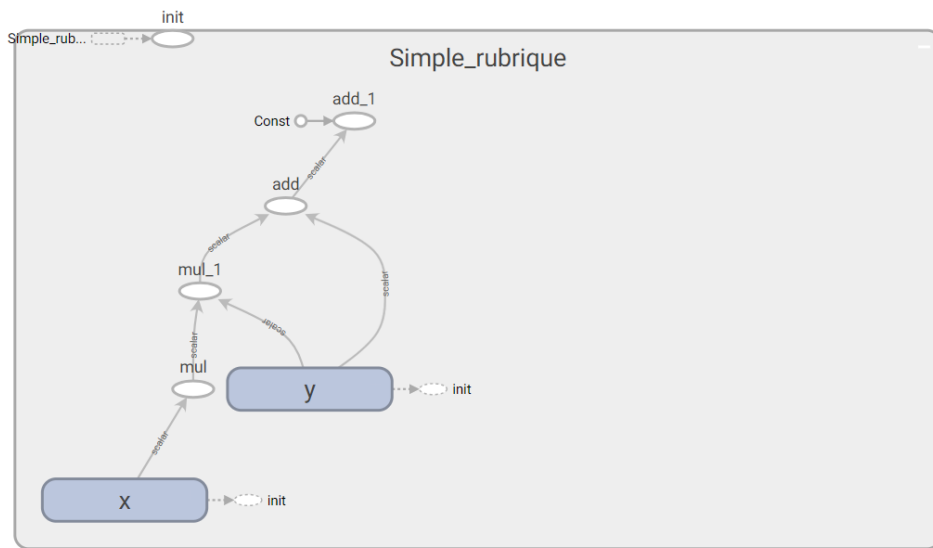 init
Simple_rub...
Simple_rubrique
add_1
Const
scalar
add
scalar
mul_1
scalar
scalar
scalar
mul
y
init
scalar
x
init